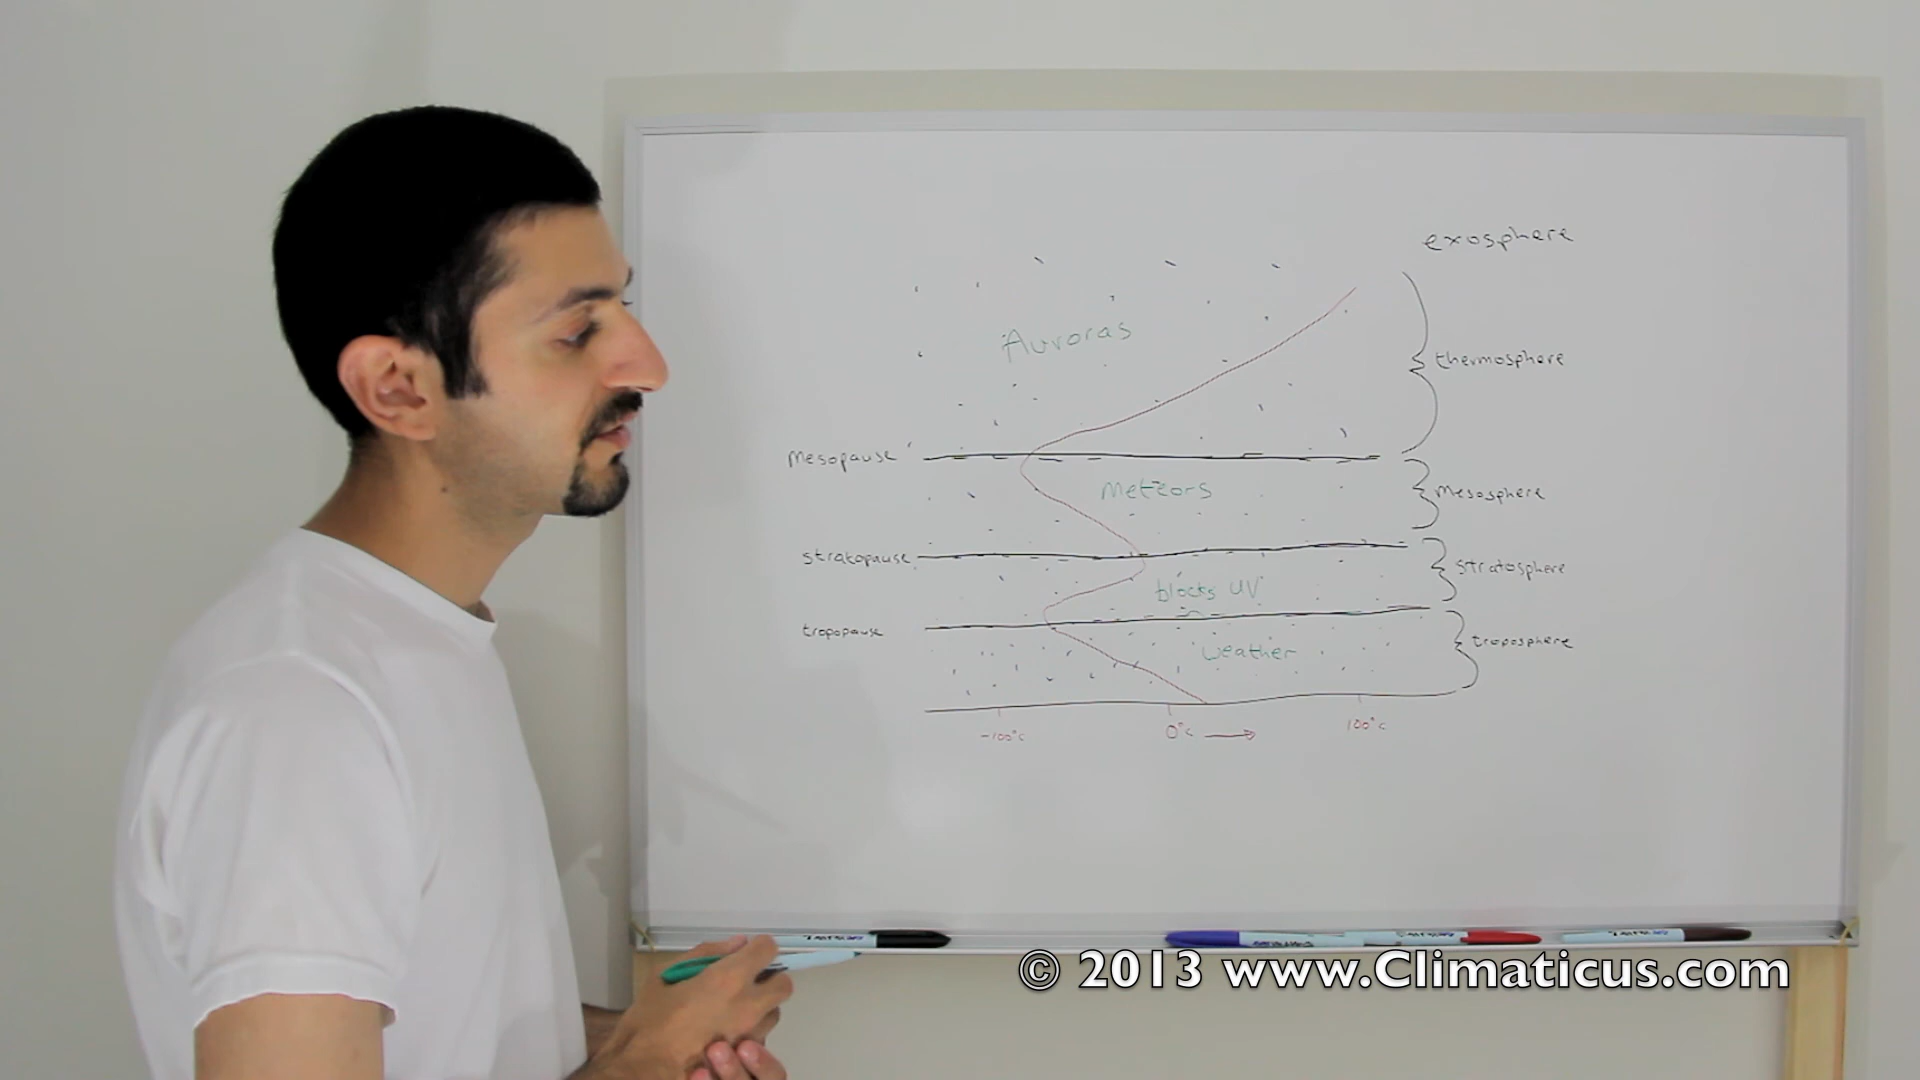 exosphere
Auroras
thermosphere
Mesopause
Meteors
Mesosphere
stratopause
blocks UV
stratosphere
tropopause
weather
troposphere
-100°c
0°c →
100°c
© 2013 www.Climaticus.com